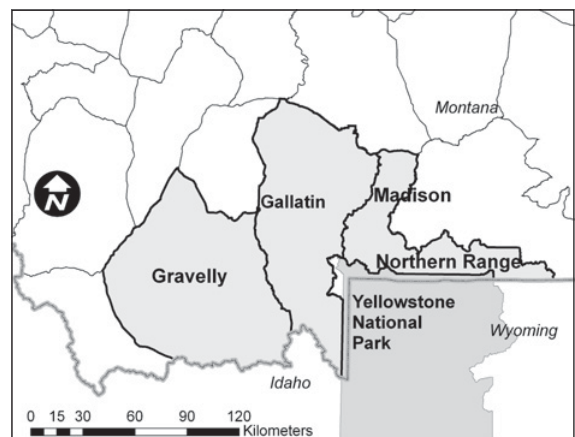 Montana
Madison
Gallatin
N
Gravelly
Northern Range
Yellowstone
National
Park
Wyoming
Idaho
0 15 30 60 90 120
Kilometers